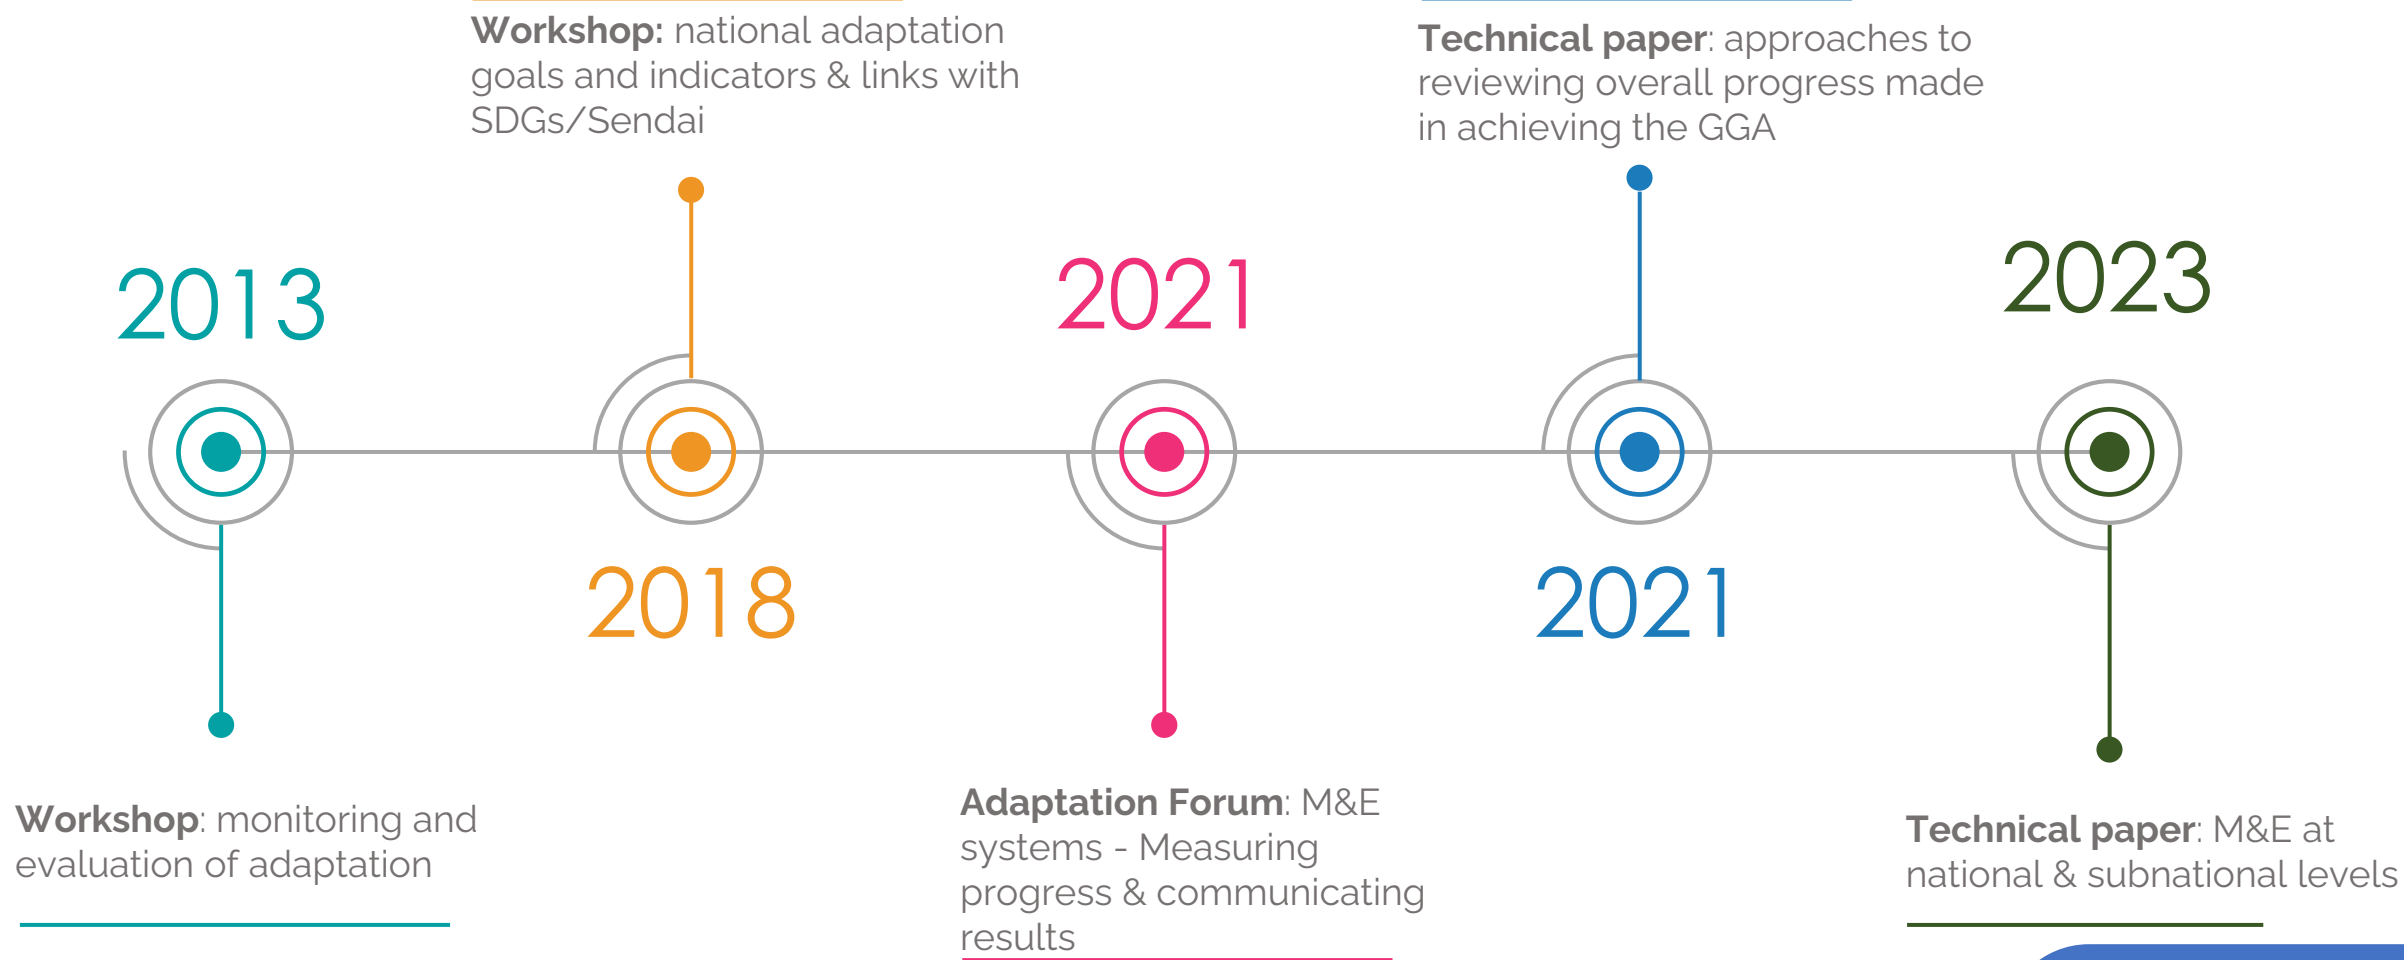 Workshop: national adaptation
goals and indicators & links with
SDGs/Sendai
Technical paper: approaches to
reviewing overall progress made
in achieving the GGA
2013
2021
2023
2018
2021
Workshop: monitoring and
evaluation of adaptation
Adaptation Forum: M&E
systems - Measuring
progress & communicating
results
Technical paper: M&E at
national & subnational levels